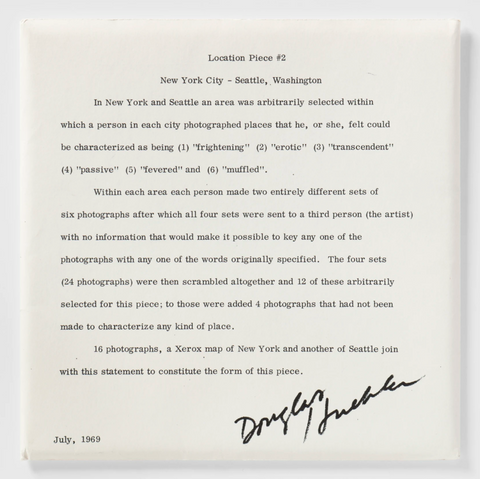 Location Piece #2
New York City - Seattle, Washington
In New York and Seattle an area was arbitrarily selected within
which a person in each city photographed places that he, or she, felt could
be characterized as being (1) "frightening" (2) "erotic" (3) "transcendent"
(4) "passive" (5) "fevered" and (6) "muffled".
Within each area each person made two entirely different sets of
six photographs after which all four sets were sent to a third person (the artist)
with no information that would make it possible to key any one of the
photographs with any one of the words originally specified. The four sets
(24 photographs) were then scrambled altogether and 12 of these arbitrarily
selected for this piece; to those were added 4 photographs that had not been
made to characterize any kind of place.
16 photographs, a Xerox map of New York and another of Seattle join
with this statement to constitute the form of this piece.
Douglas Huebler
July, 1969